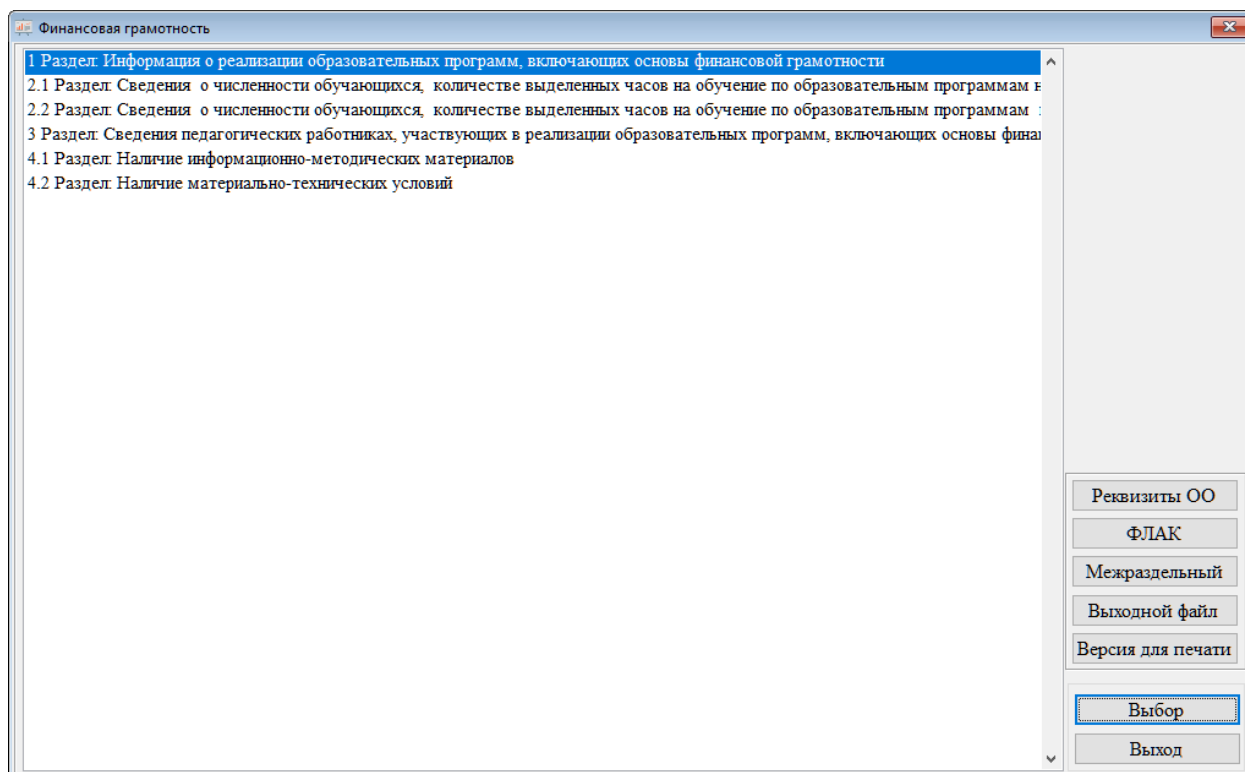 Финансовая грамотность
1 Раздел: Информация о реализации образовательных программ, включающих основы финансовой грамотности
2.1 Раздел: Сведения о численности обучающихся, количестве выделенных часов на обучение по образовательным программам н
2.2 Раздел: Сведения о численности обучающихся, количестве выделенных часов на обучение по образовательным программам
3 Раздел: Сведения педагогических работниках, участвующих в реализации образовательных программ, включающих основы фина
4.1 Раздел: Наличие информационно-методических материалов
4.2 Раздел: Наличие материально-технических условий
Реквизиты ОО
ФЛАК
Межраздельный
Выходной файл
Версия для печати
Выбор
Выход